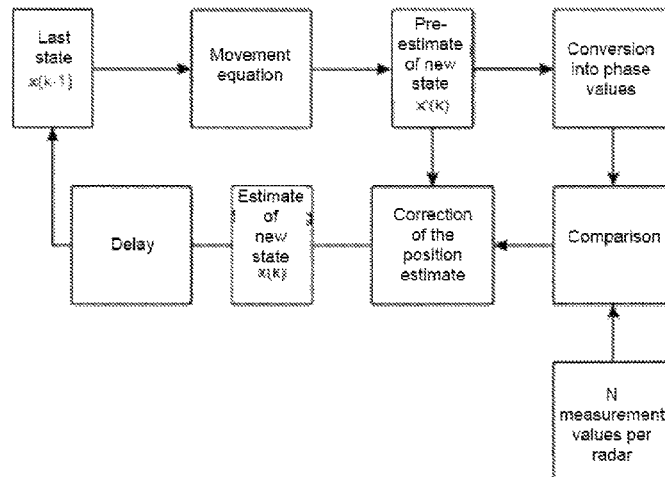 Last
state
x(k-1)
Movement
equation
Pre-
estimate
of new
state
x'(k)
Conversion
into phase
values
Delay
Estimate
of
new
state
x(k)
Correction
of the
position
estimate
Comparison
N
measurement
values per
radar